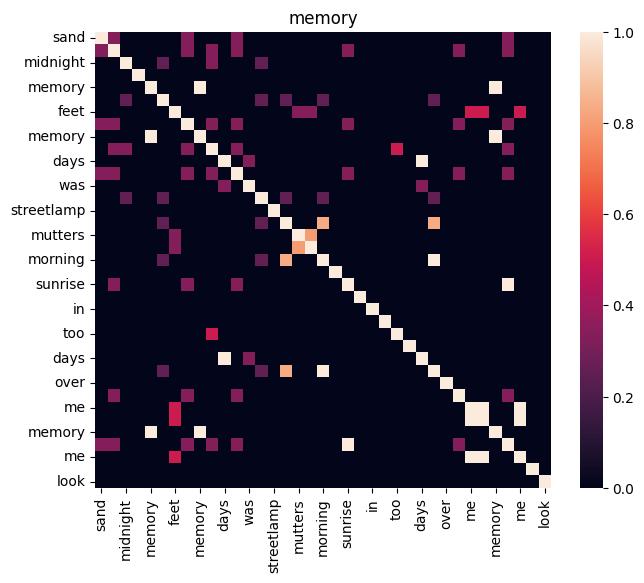 memory
sand
midnight
memory
feet
memory
days
was
streetlamp
mutters
morning
sunrise
in
too
days
over
me
memory
me
look
1.0
0.8
0.6
0.4
0.2
0.0
sand
midnight
memory
feet
memory
days
was
streetlamp
mutters
morning
sunrise
in
too
days
over
me
memory
me
look